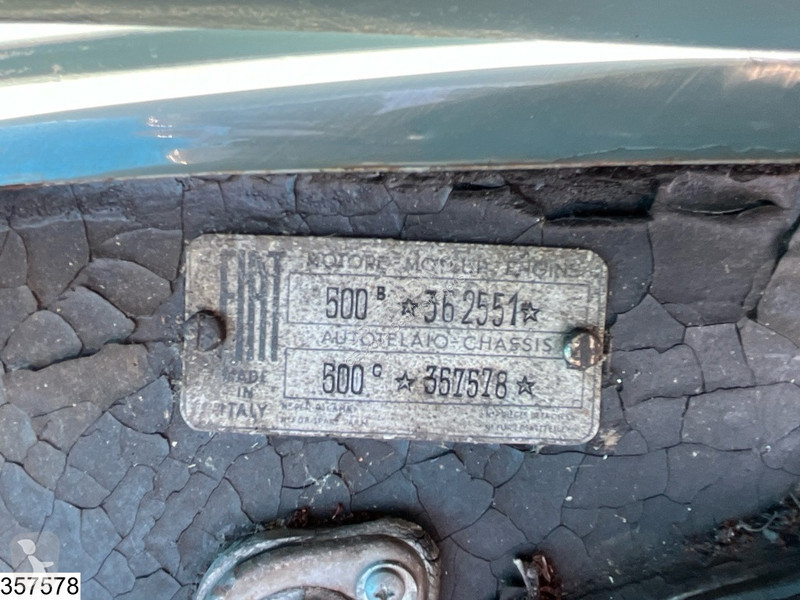 FIAT
MADE
IN
ITALY
MOTORE - MOTEUR - ENGINE
500 B ☆ 362551 ☆
AUTOTELAIO - CHASSIS
500 C ☆ 357578 ☆
357578